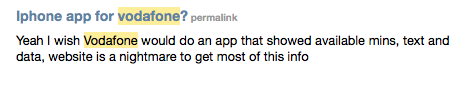 Iphone app for vodafone? permalink
Yeah I wish Vodafone would do an app that showed available mins, text and
data, website is a nightmare to get most of this info